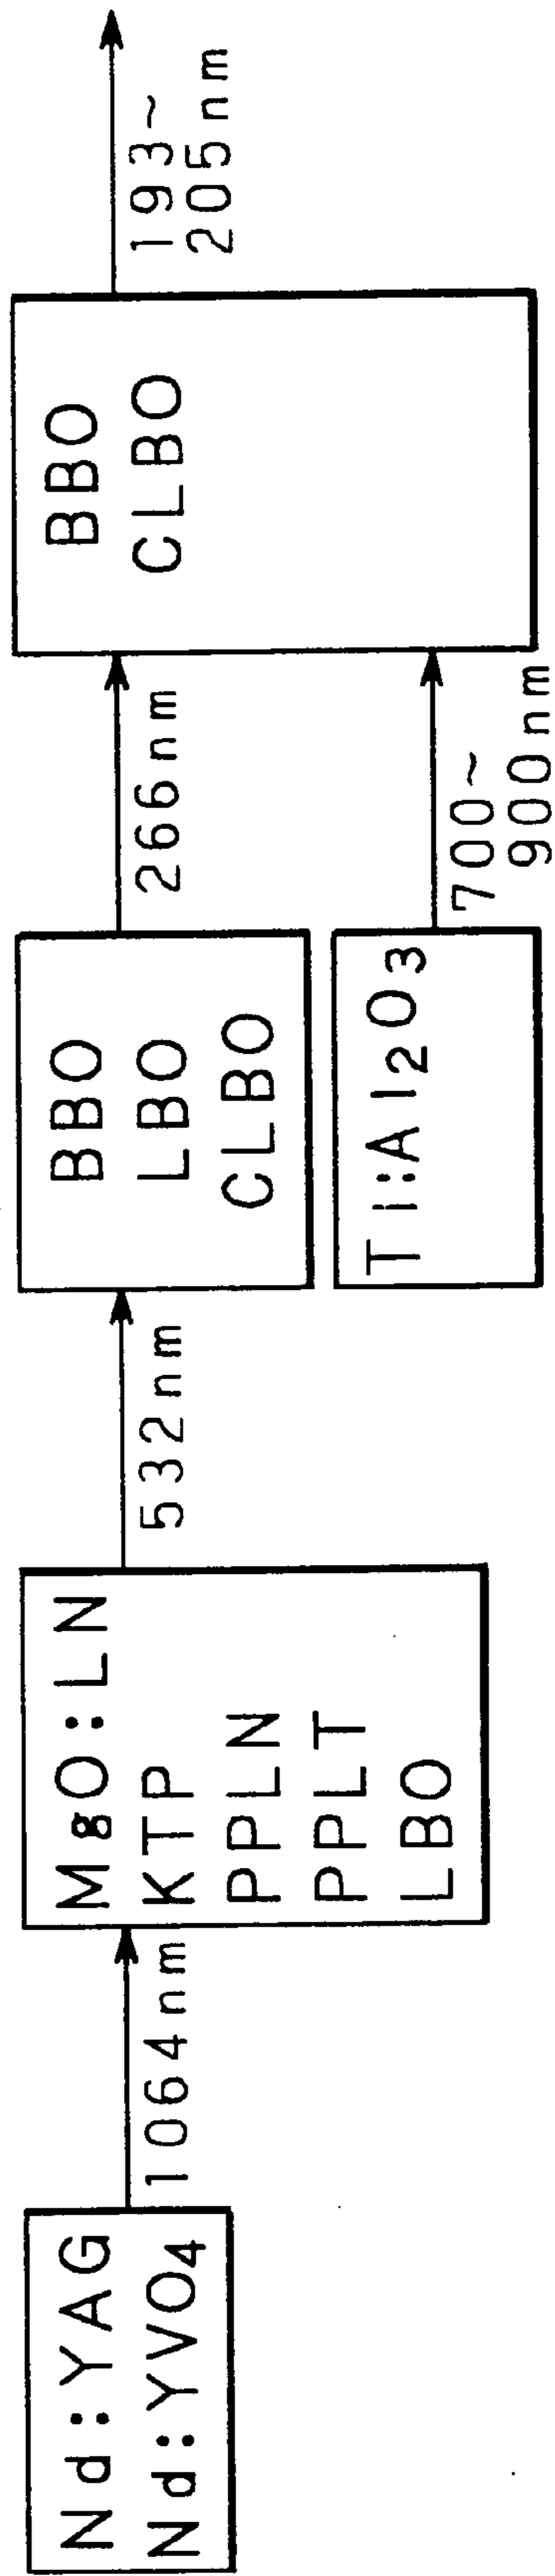 Nd:YAG
Nd:YVO4
1064nm
MgO:LN
KTP
PPLN
PPLT
LBO
532nm
BBO
LBO
CLBO
266nm
Ti:Al2O3
700~
900nm
BBO
CLBO
193~
205nm